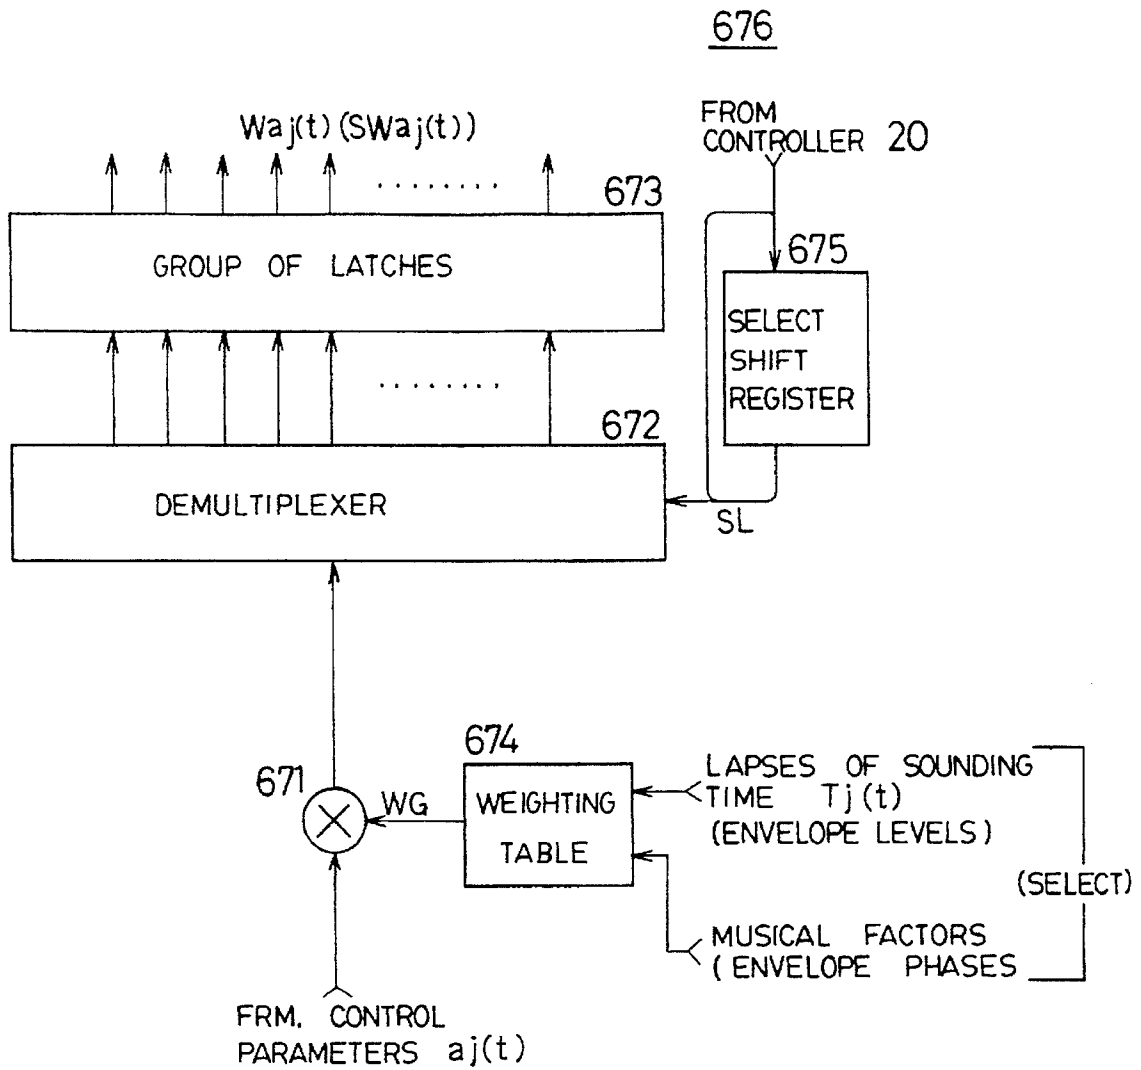 676
FROM
CONTROLLER 20
Waj(t)(SWaj(t))
673
GROUP OF LATCHES
675
SELECT
SHIFT
REGISTER
672
DEMULTIPLEXER
SL
674
671
WG
WEIGHTING
TABLE
LAPSES OF SOUNDING
TIME Tj(t)
(ENVELOPE LEVELS)
(SELECT)
MUSICAL FACTORS
(ENVELOPE PHASES
FRM. CONTROL
PARAMETERS aj(t)